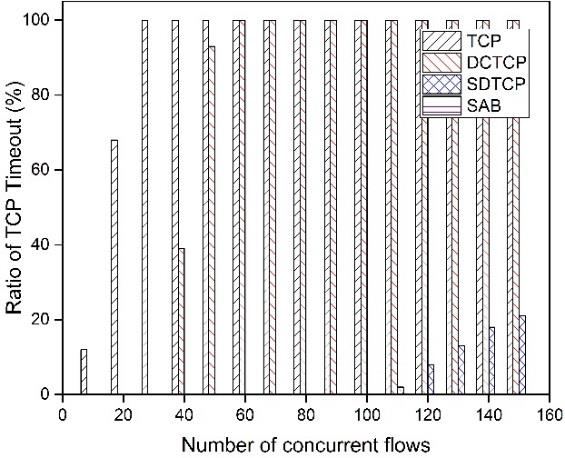 Ratio of TCP Timeout (%)
100
80
60
40
20
0
TCP
DCTCP
SDTCP
SAB
0 20 40 60 80 100 120 140 160
Number of concurrent flows